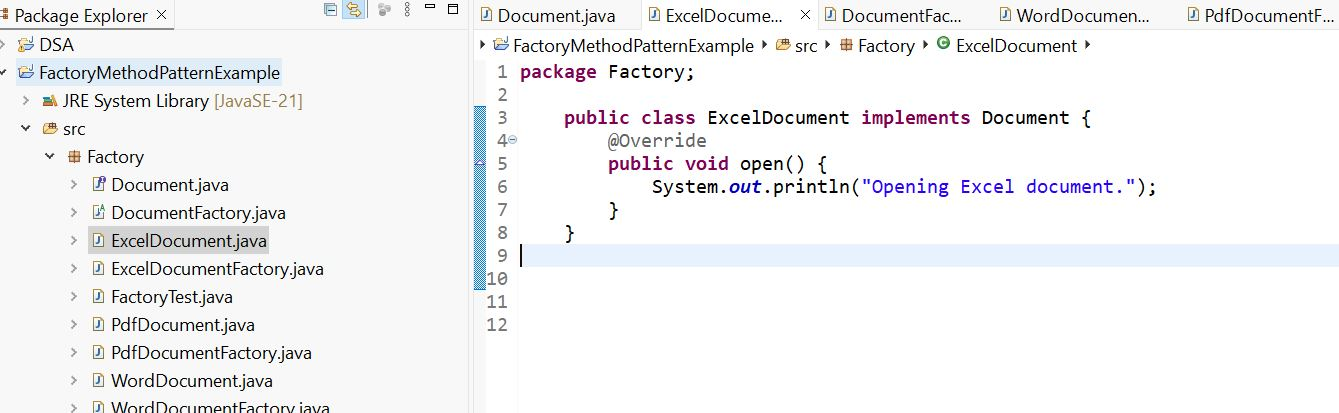 Package Explorer
DSA
FactoryMethodPatternExample
JRE System Library [JavaSE-21]
src
Factory
Document.java
DocumentFactory.java
ExcelDocument.java
ExcelDocumentFactory.java
FactoryTest.java
PdfDocument.java
PdfDocumentFactory.java
WordDocument.java
WordDocumentFactory.java
Document.java ExcelDocume... DocumentFac... WordDocumen... PdfDocumentF...
FactoryMethodPatternExample src Factory ExcelDocument
1 package Factory;
2
3 public class ExcelDocument implements Document {
4 @Override
5 public void open() {
6 System.out.println("Opening Excel document.");
7 }
8 }
9
10
11
12